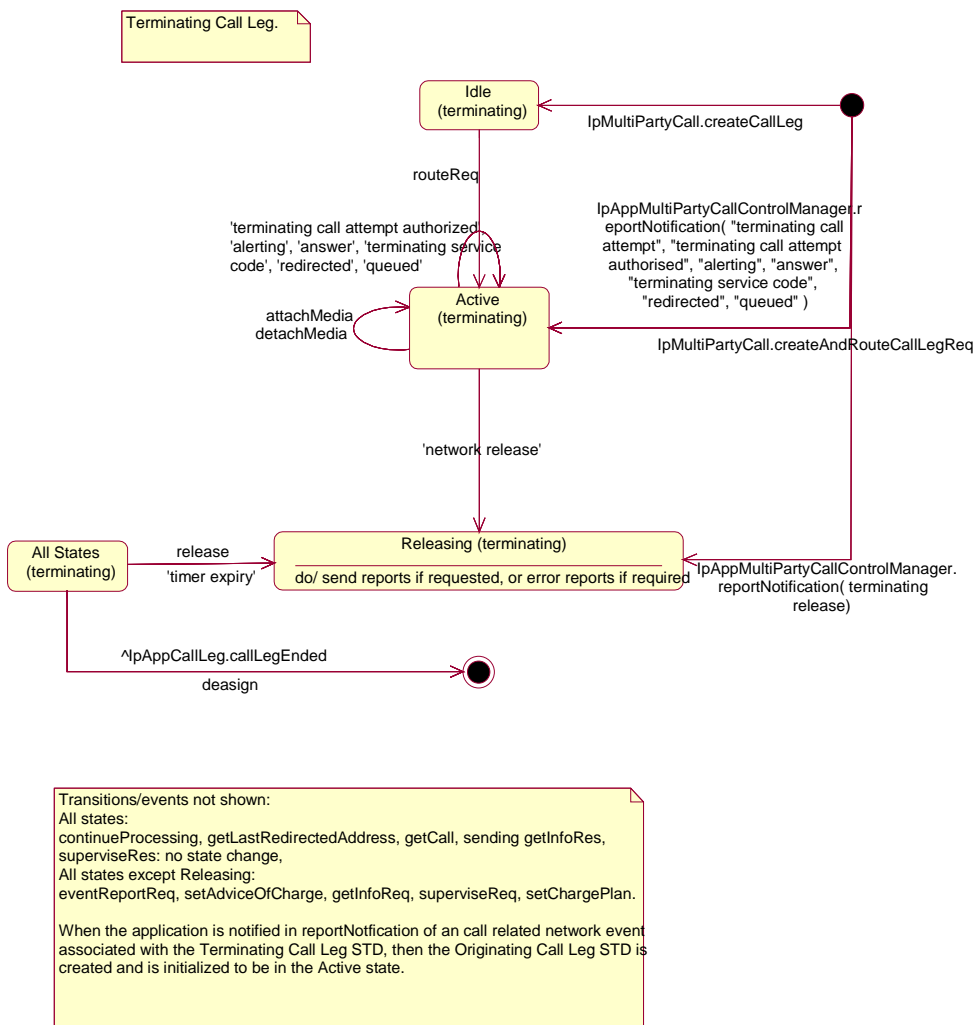 Terminating Call Leg.
Idle
(terminating)
IpMultiPartyCall.createCallLeg
routeReq
IpAppMultiPartyCallControlManager.r
eportNotification( "terminating call
attempt", "terminating call attempt
authorised", "alerting", "answer",
"terminating service code",
"redirected", "queued" )
'terminating call attempt authorized',
'alerting', 'answer', 'terminating service
code', 'redirected', 'queued'
Active
(terminating)
attachMedia
detachMedia
IpMultiPartyCall.createAndRouteCallLegReq
'network release'
All States
(terminating)
release
'timer expiry'
Releasing (terminating)
do/ send reports if requested, or error reports if required
IpAppMultiPartyCallControlManager.
reportNotification( terminating
release)
^IpAppCallLeg.callLegEnded
deasign
Transitions/events not shown:
All states:
continueProcessing, getLastRedirectedAddress, getCall, sending getInfoRes,
superviseRes: no state change,
All states except Releasing:
eventReportReq, setAdviceOfCharge, getInfoReq, superviseReq, setChargePlan.
When the application is notified in reportNotfication of an call related network event
associated with the Terminating Call Leg STD, then the Originating Call Leg STD is
created and is initialized to be in the Active state.